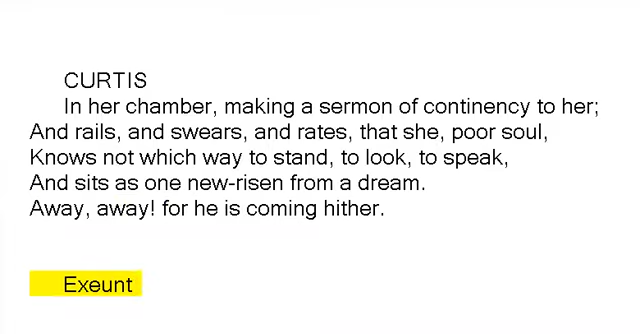 CURTIS
In her chamber, making a sermon of continency to her;
And rails, and swears, and rates, that she, poor soul,
Knows not which way to stand, to look, to speak,
And sits as one new-risen from a dream.
Away, away! for he is coming hither.
Exeunt